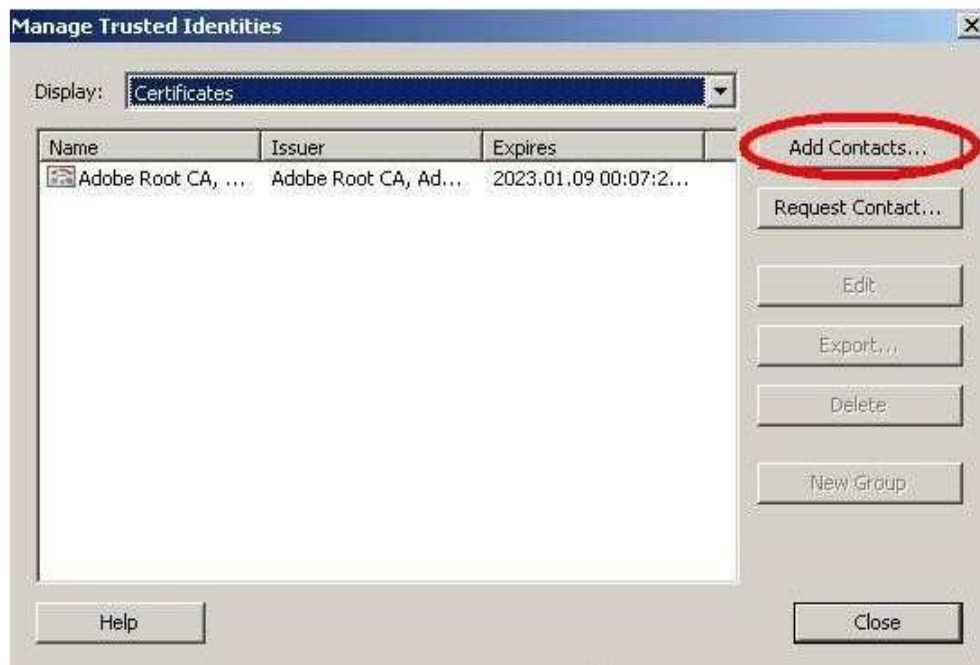 Manage Trusted Identities
Display: Certificates
Name Issuer Expires
Adobe Root CA, ... Adobe Root CA, Ad... 2023.01.09 00:07:2...
Add Contacts...
Request Contact...
Edit
Export...
Delete
New Group
Help
Close